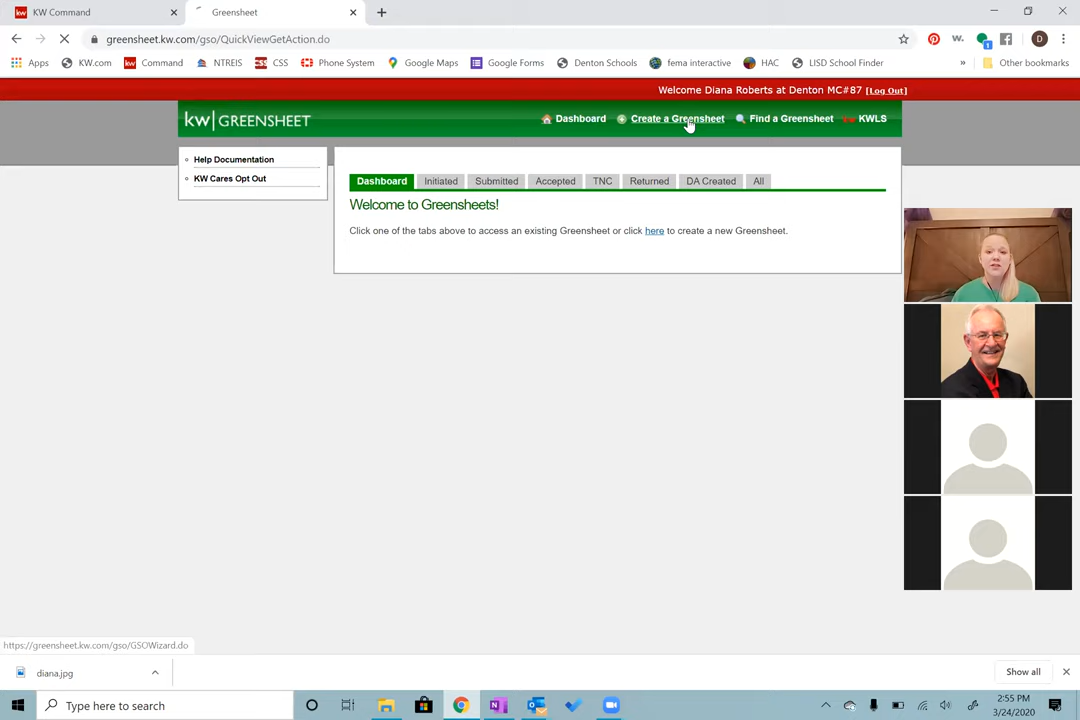 KW Command
Greensheet
greensheet.kw.com/gso/QuickViewGetAction.do
D
Apps KW.com Command NTREIS CSS Phone System Google Maps Google Forms Denton Schools fema interactive HAC LISD School Finder » Other bookmarks
Welcome Diana Roberts at Denton MC#87 [Log Out]
kw GREENSHEET
Dashboard Create a Greensheet Find a Greensheet KWLS
Help Documentation
KW Cares Opt Out
Dashboard Initiated Submitted Accepted TNC Returned DA Created All
Welcome to Greensheets!
Click one of the tabs above to access an existing Greensheet or click here to create a new Greensheet.
https://greensheet.kw.com/gso/GSOWizard.do
diana.jpg
Show all
Type here to search
2:55 PM
3/24/2020